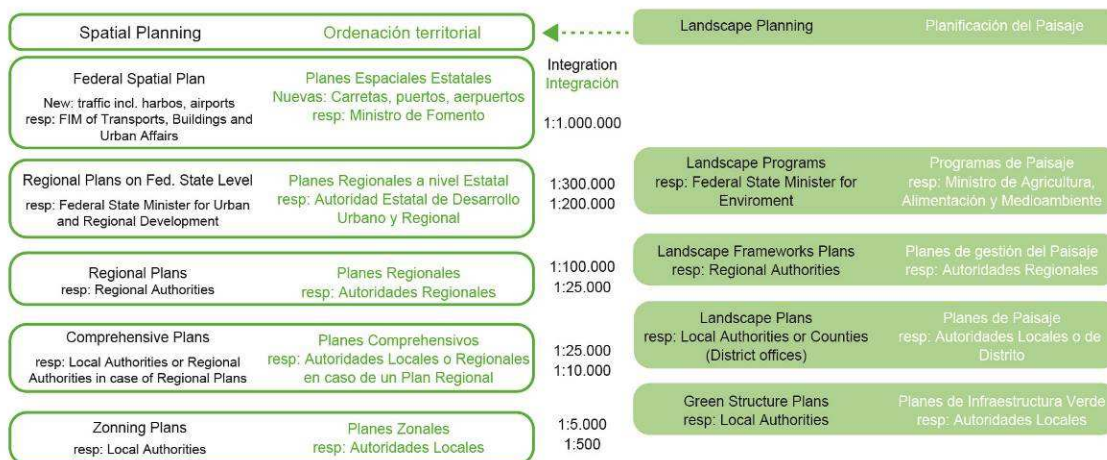 Spatial Planning
Ordenación territorial
Landscape Planning
Planificación del Paisaje
Federal Spatial Plan
New: traffic incl. harbos, airports
resp: FIM of Transports, Buildings and
Urban Affairs
Planes Espaciales Estatales
Nuevas: Carretas, puertos, aerpuertos
resp: Ministro de Fomento
Integration
Integración
1:1.000.000
Regional Plans on Fed. State Level
resp: Federal State Minister for Urban
and Regional Development
Planes Regionales a nivel Estatal
resp: Autoridad Estatal de Desarrollo
Urbano y Regional
1:300.000
1:200.000
Landscape Programs
resp: Federal State Minister for
Enviroment
Programas de Paisaje
resp: Ministro de Agricultura,
Alimentación y Medioambiente
Regional Plans
resp: Regional Authorities
Planes Regionales
resp: Autoridades Regionales
1:100.000
1:25.000
Landscape Frameworks Plans
resp: Regional Authorities
Planes de gestión del Paisaje
resp: Autoridades Regionales
Comprehensive Plans
resp: Local Authorities or Regional
Authorities in case of Regional Plans
Planes Comprehensivos
resp: Autoridades Locales o Regionales
en caso de un Plan Regional
1:25.000
1:10.000
Landscape Plans
resp: Local Authorities or Counties
(District offices)
Planes de Paisaje
resp: Autoridades Locales o de
Distrito
Zonning Plans
resp: Local Authorities
Planes Zonales
resp: Autoridades Locales
1:5.000
1:500
Green Structure Plans
resp: Local Authorities
Planes de Infraestructura Verde
resp: Autoridades Locales